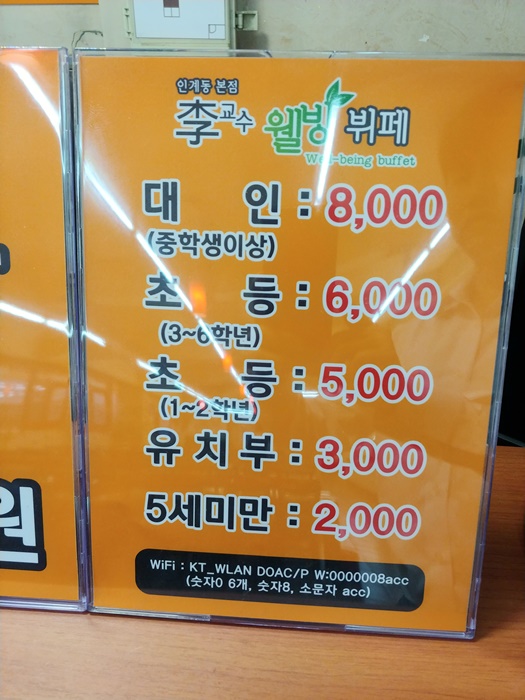 인계동 본점
李교수 웰빙 뷔페
Well-being buffet
대 인 : 8,000
(중학생이상)
초 등 : 6,000
(3~6학년)
초 등 : 5,000
(1~2학년)
유치부 : 3,000
5세미만 : 2,000
WiFi : KT_WLAN DOAC/P W:0000008acc
(숫자0 6개, 숫자8, 소문자 acc)
원